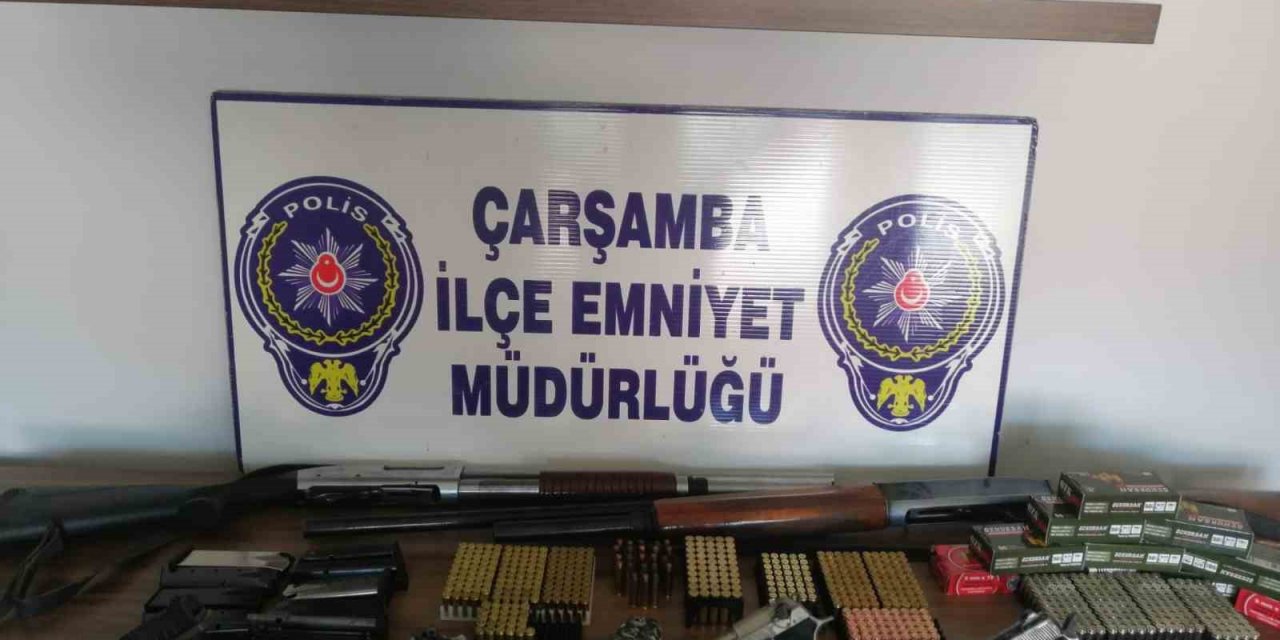 POLİS
ÇARŞAMBA
İLÇE EMNİYET
MÜDÜRLÜĞÜ
POLİS